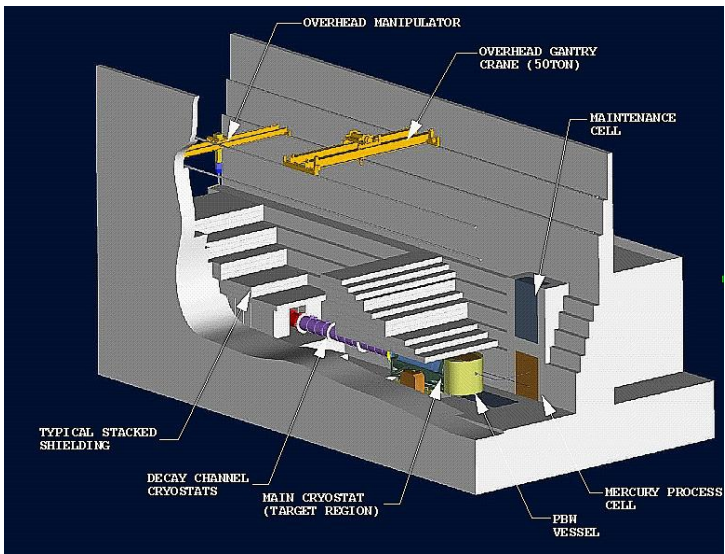 OVERHEAD MANIPULATOR
OVERHEAD GANTRY
CRANE (50TON)
MAINTENANCE
CELL
TYPICAL STACKED
SHIELDING
DECAY CHANNEL
CRYOSTATS
MAIN CRYOSTAT
(TARGET REGION)
PBW
VESSEL
MERCURY PROCESS
CELL